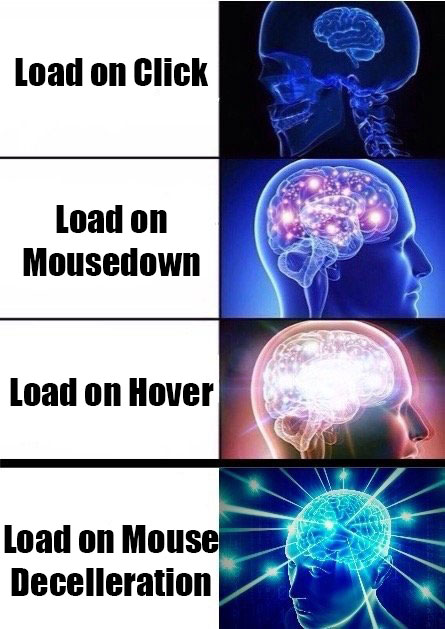 Load on Click
Load on
Mousedown
Load on Hover
Load on Mouse
Decelleration